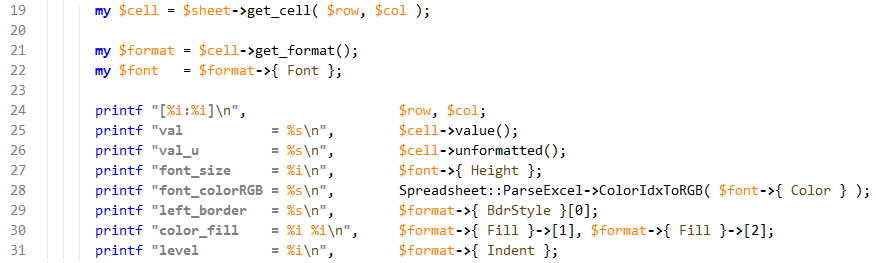 19 my $cell = $sheet->get_cell( $row, $col );
20
21 my $format = $cell->get_format();
22 my $font   = $format->{ Font };
23
24 printf "[%i:%i]\n",                $row, $col;
25 printf "val           = %s\n",     $cell->value();
26 printf "val_u         = %s\n",     $cell->unformatted();
27 printf "font_size     = %i\n",     $font->{ Height };
28 printf "font_colorRGB = %s\n",     Spreadsheet::ParseExcel->ColorIdxToRGB( $font->{ Color } );
29 printf "left_border   = %s\n",     $format->{ BdrStyle }[0];
30 printf "color_fill    = %i %i\n",  $format->{ Fill }->[1], $format->{ Fill }->[2];
31 printf "level         = %i\n",     $format->{ Indent };